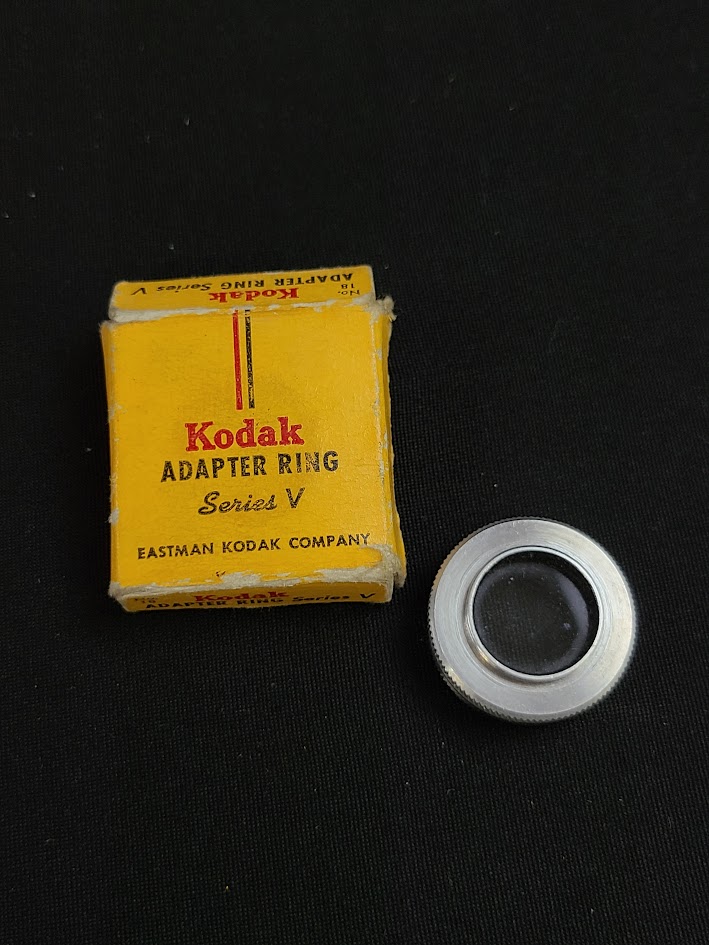 No.
18
Kodak
ADAPTER RING Series V
Kodak
ADAPTER RING
Series V
EASTMAN KODAK COMPANY
Kodak
ADAPTER RING Series V